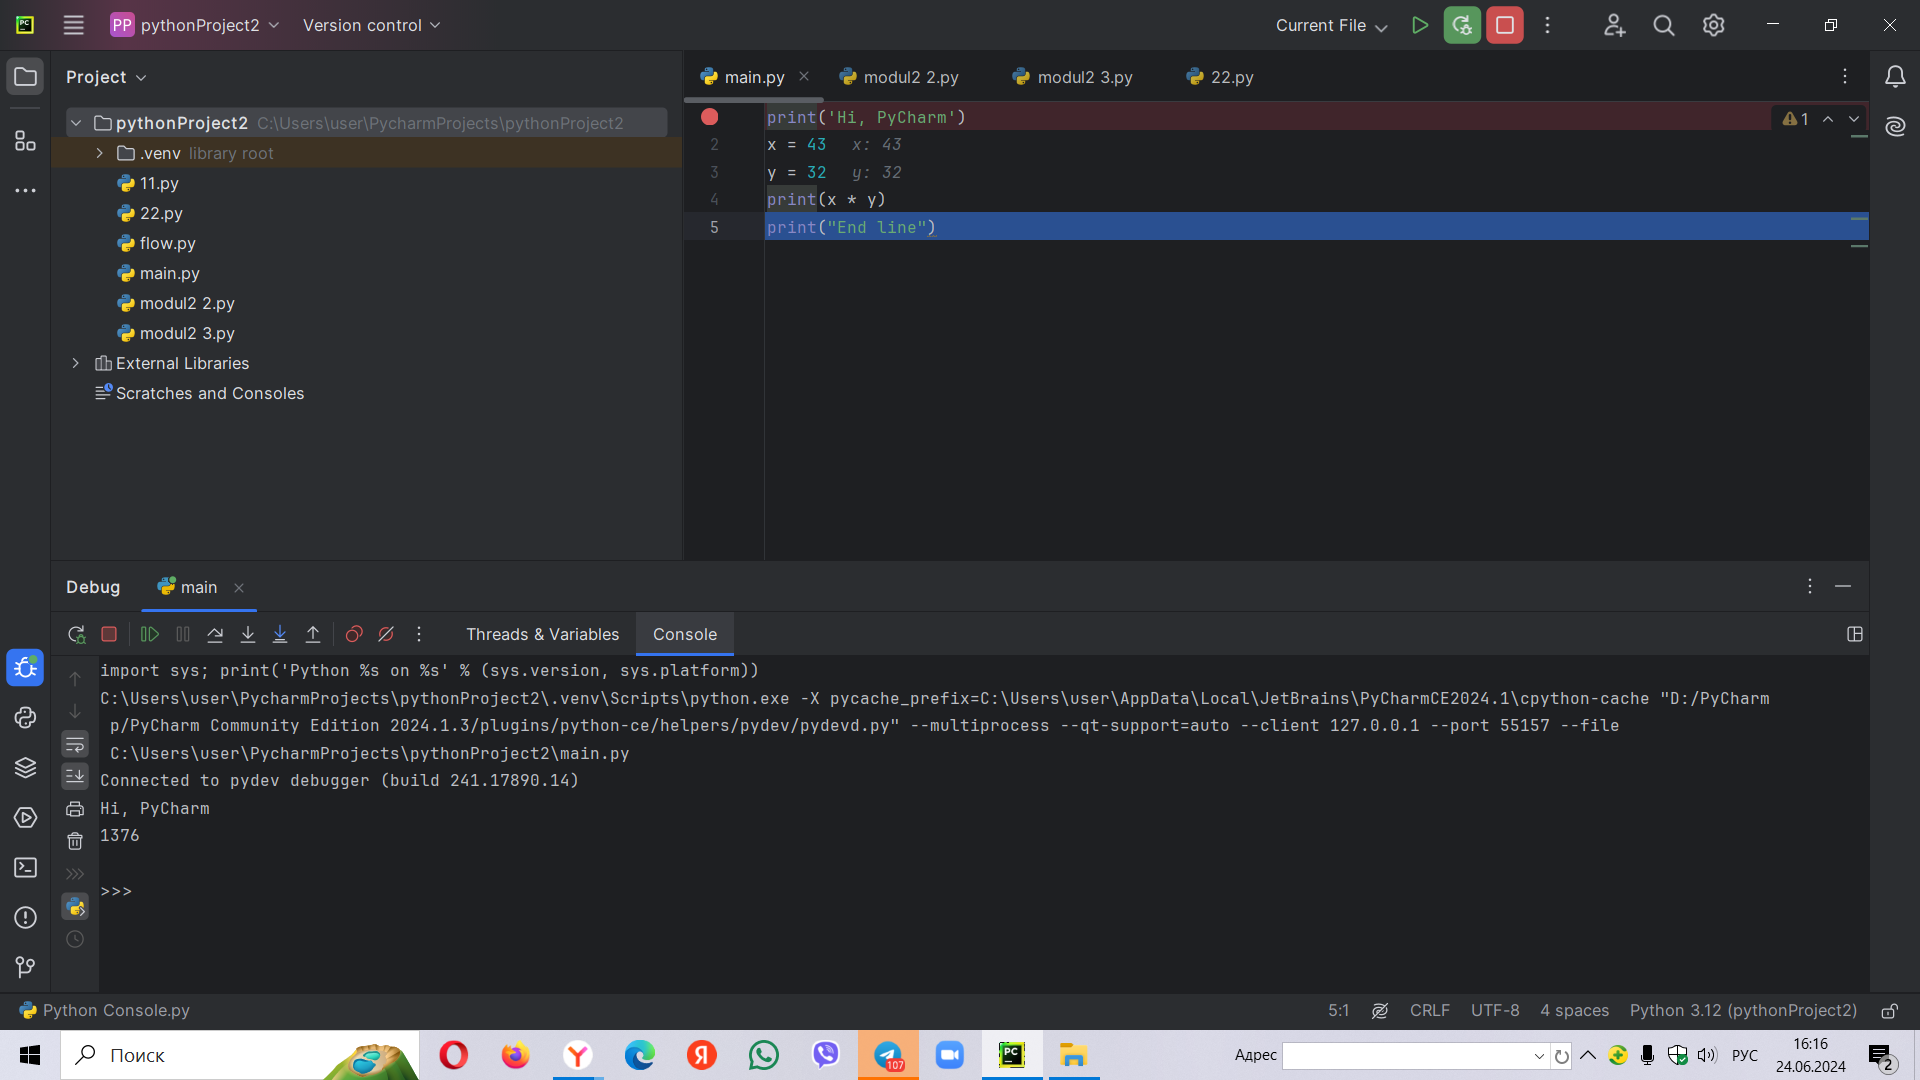 PC
PP pythonProject2 Version control
Current File
Project
main.py modul2 2.py modul2 3.py 22.py
pythonProject2 C:\Users\user\PycharmProjects\pythonProject2
.venv library root
11.py
22.py
flow.py
main.py
modul2 2.py
modul2 3.py
External Libraries
Scratches and Consoles
print('Hi, PyCharm')
1
2 x = 43 x: 43
3 y = 32 y: 32
4 print(x * y)
5 print("End line")
Debug main
Threads & Variables Console
import sys; print('Python %s on %s' % (sys.version, sys.platform))
C:\Users\user\PycharmProjects\pythonProject2\.venv\Scripts\python.exe -X pycache_prefix=C:\Users\user\AppData\Local\JetBrains\PyCharmCE2024.1\cpython-cache "D:/PyCharm
p/PyCharm Community Edition 2024.1.3/plugins/python-ce/helpers/pydev/pydevd.py" --multiprocess --qt-support=auto --client 127.0.0.1 --port 55157 --file
C:\Users\user\PycharmProjects\pythonProject2\main.py
Connected to pydev debugger (build 241.17890.14)
Hi, PyCharm
1376
>>>
Python Console.py
5:1 CRLF UTF-8 4 spaces Python 3.12 (pythonProject2)
Поиск
Я
107
PC
Адрес
РУС
16:16
24.06.2024
2